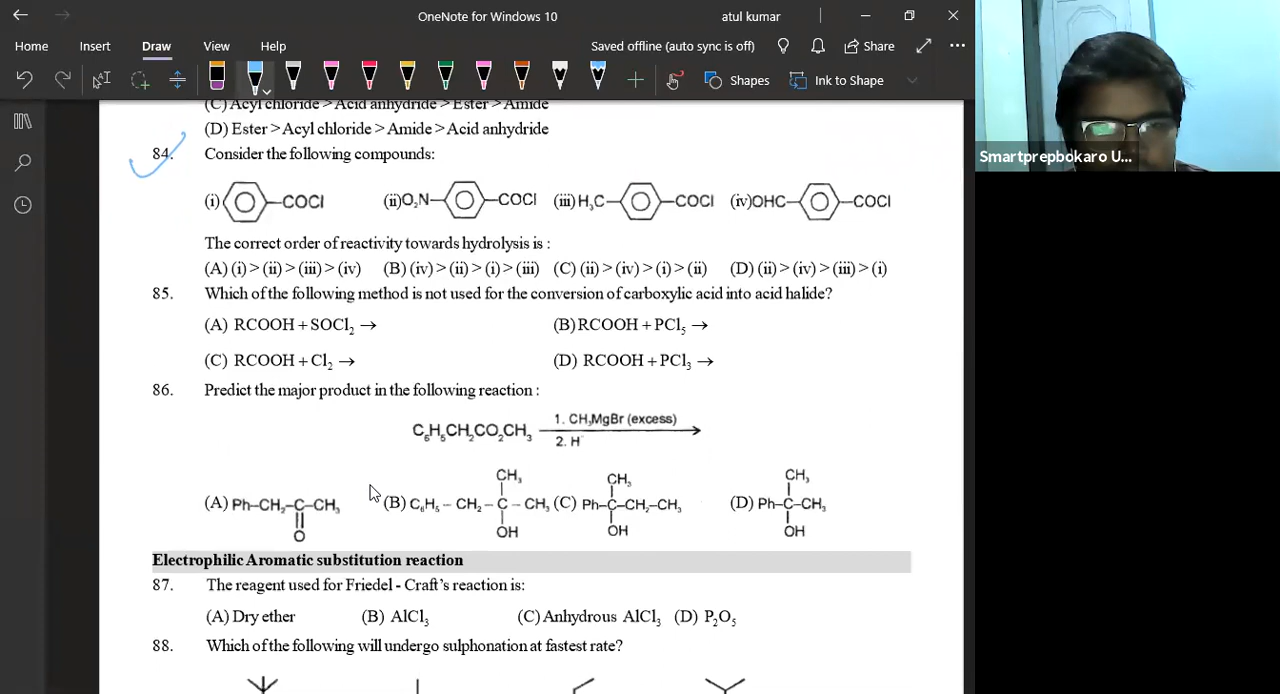 OneNote for Windows 10
atul kumar
Home Insert Draw View Help
Saved offline (auto sync is off) Share
Shapes Ink to Shape
(C) Acyl chloride > Acid anhydride > Ester > Amide
(D) Ester > Acyl chloride > Amide > Acid anhydride
84. Consider the following compounds:
(i) COCl (ii) O₂N COCl (iii) H₃C COCl (iv) OHC COCl
The correct order of reactivity towards hydrolysis is :
(A) (i) > (ii) > (iii) > (iv) (B) (iv) > (ii) > (i) > (iii) (C) (ii) > (iv) > (i) > (ii) (D) (ii) > (iv) > (iii) > (i)
85. Which of the following method is not used for the conversion of carboxylic acid into acid halide?
(A) RCOOH + SOCl₂ → (B) RCOOH + PCl₅ →
(C) RCOOH + Cl₂ → (D) RCOOH + PCl₃ →
86. Predict the major product in the following reaction :
1. CH₃MgBr (excess)
C₆H₅CH₂CO₂CH₃
2. H⁺
CH₃ CH₃ CH₃
(A) Ph–CH₂–C–CH₃ (B) C₆H₅ – CH₂ – C – CH₃ (C) Ph–C–CH₂–CH₃ (D) Ph–C–CH₃
O OH OH OH
Electrophilic Aromatic substitution reaction
87. The reagent used for Friedel - Craft's reaction is:
(A) Dry ether (B) AlCl₃ (C) Anhydrous AlCl₃ (D) P₂O₅
88. Which of the following will undergo sulphonation at fastest rate?
Smartprepbokaro U...